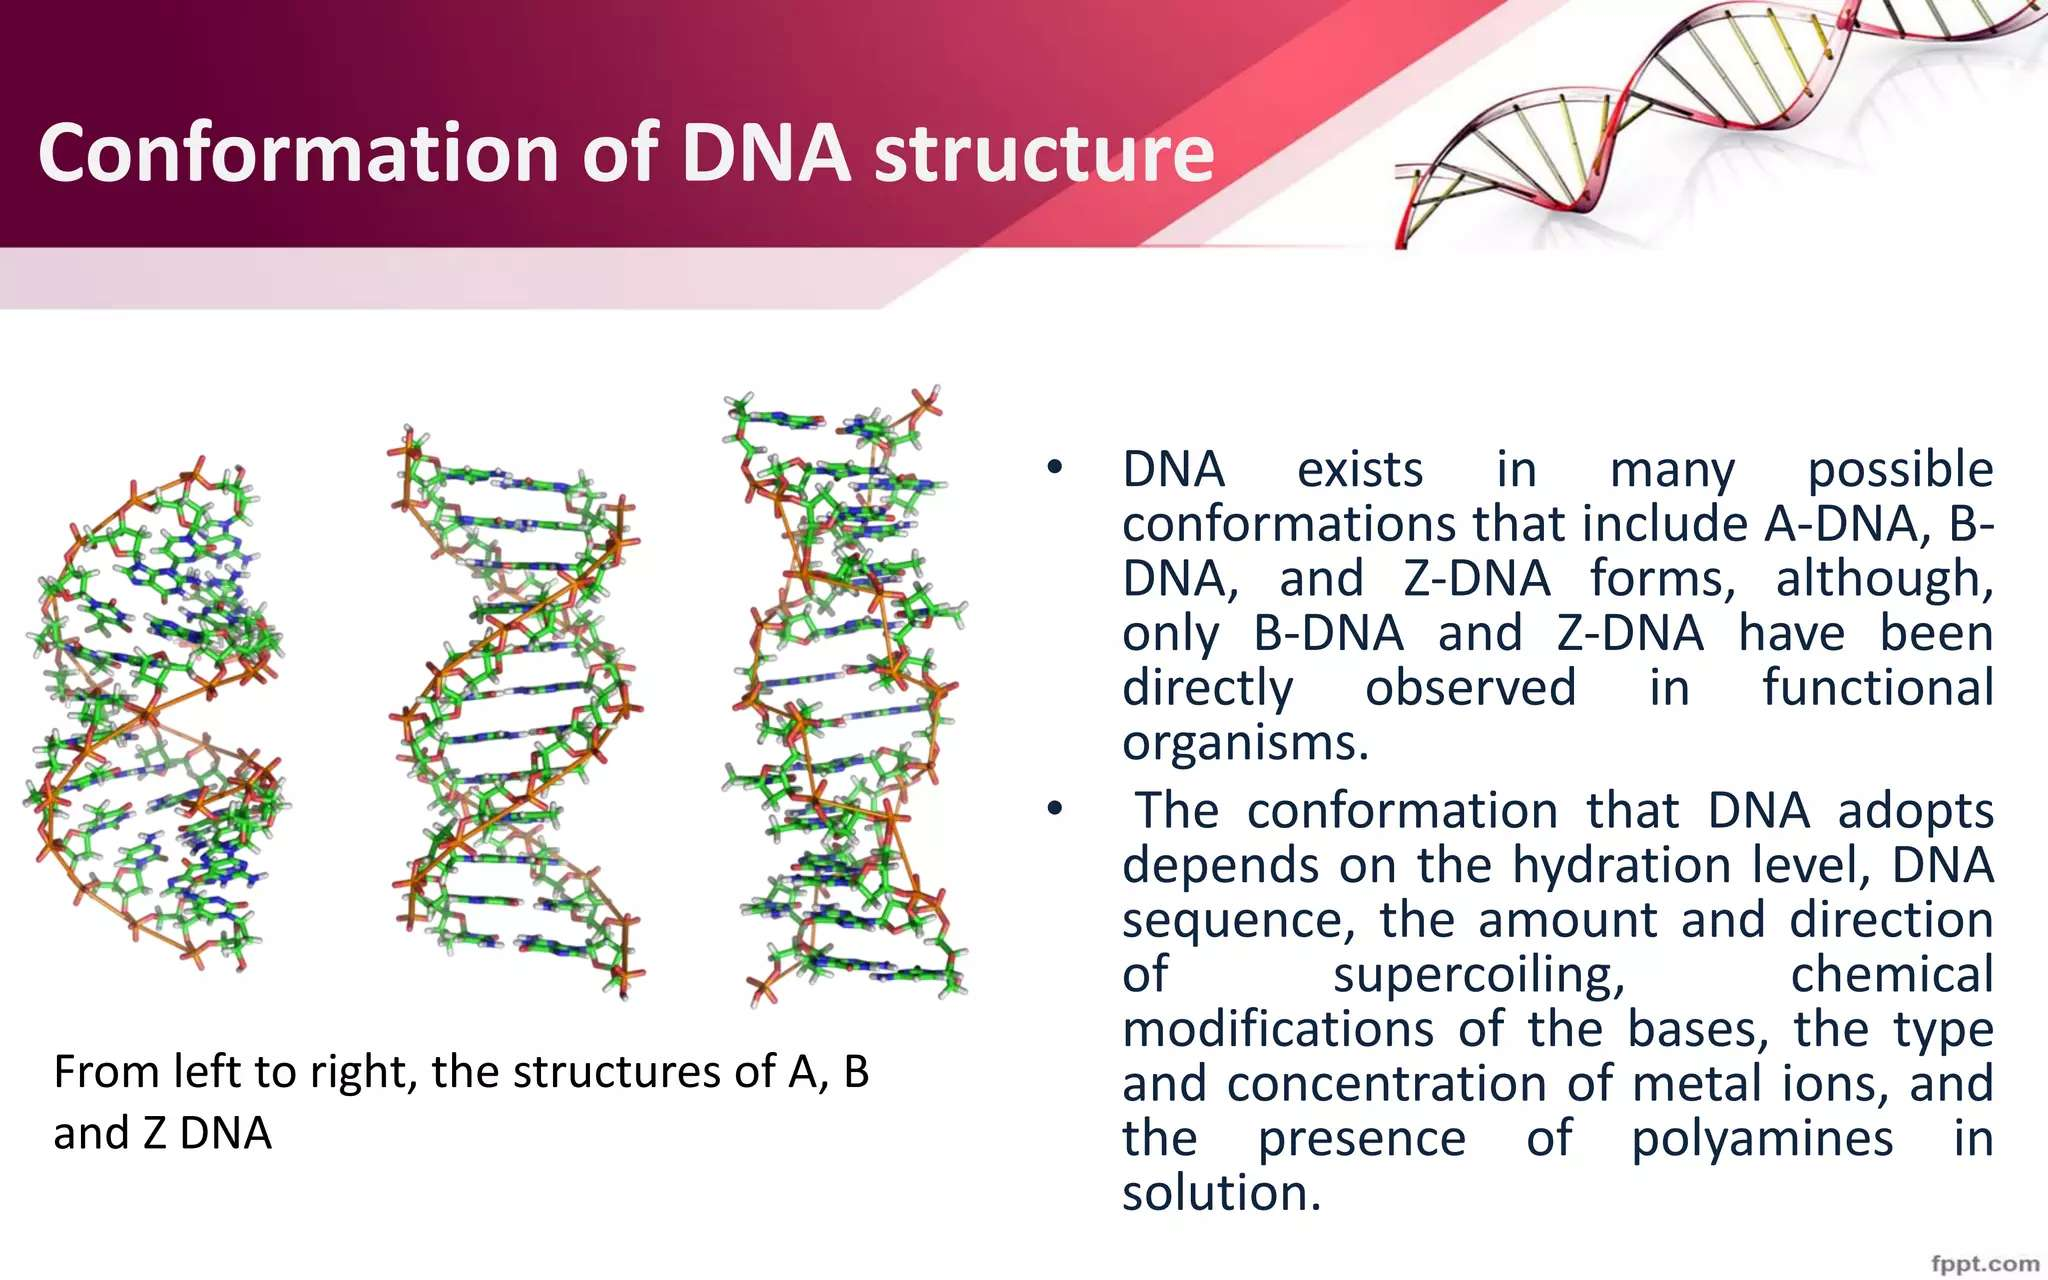 Conformation of DNA structure
• DNA exists in many possible
conformations that include A-DNA, B-
DNA, and Z-DNA forms, although,
only B-DNA and Z-DNA have been
directly observed in functional
organisms.
• The conformation that DNA adopts
depends on the hydration level, DNA
sequence, the amount and direction
of supercoiling, chemical
modifications of the bases, the type
and concentration of metal ions, and
the presence of polyamines in
solution.
From left to right, the structures of A, B
and Z DNA
fppt.com